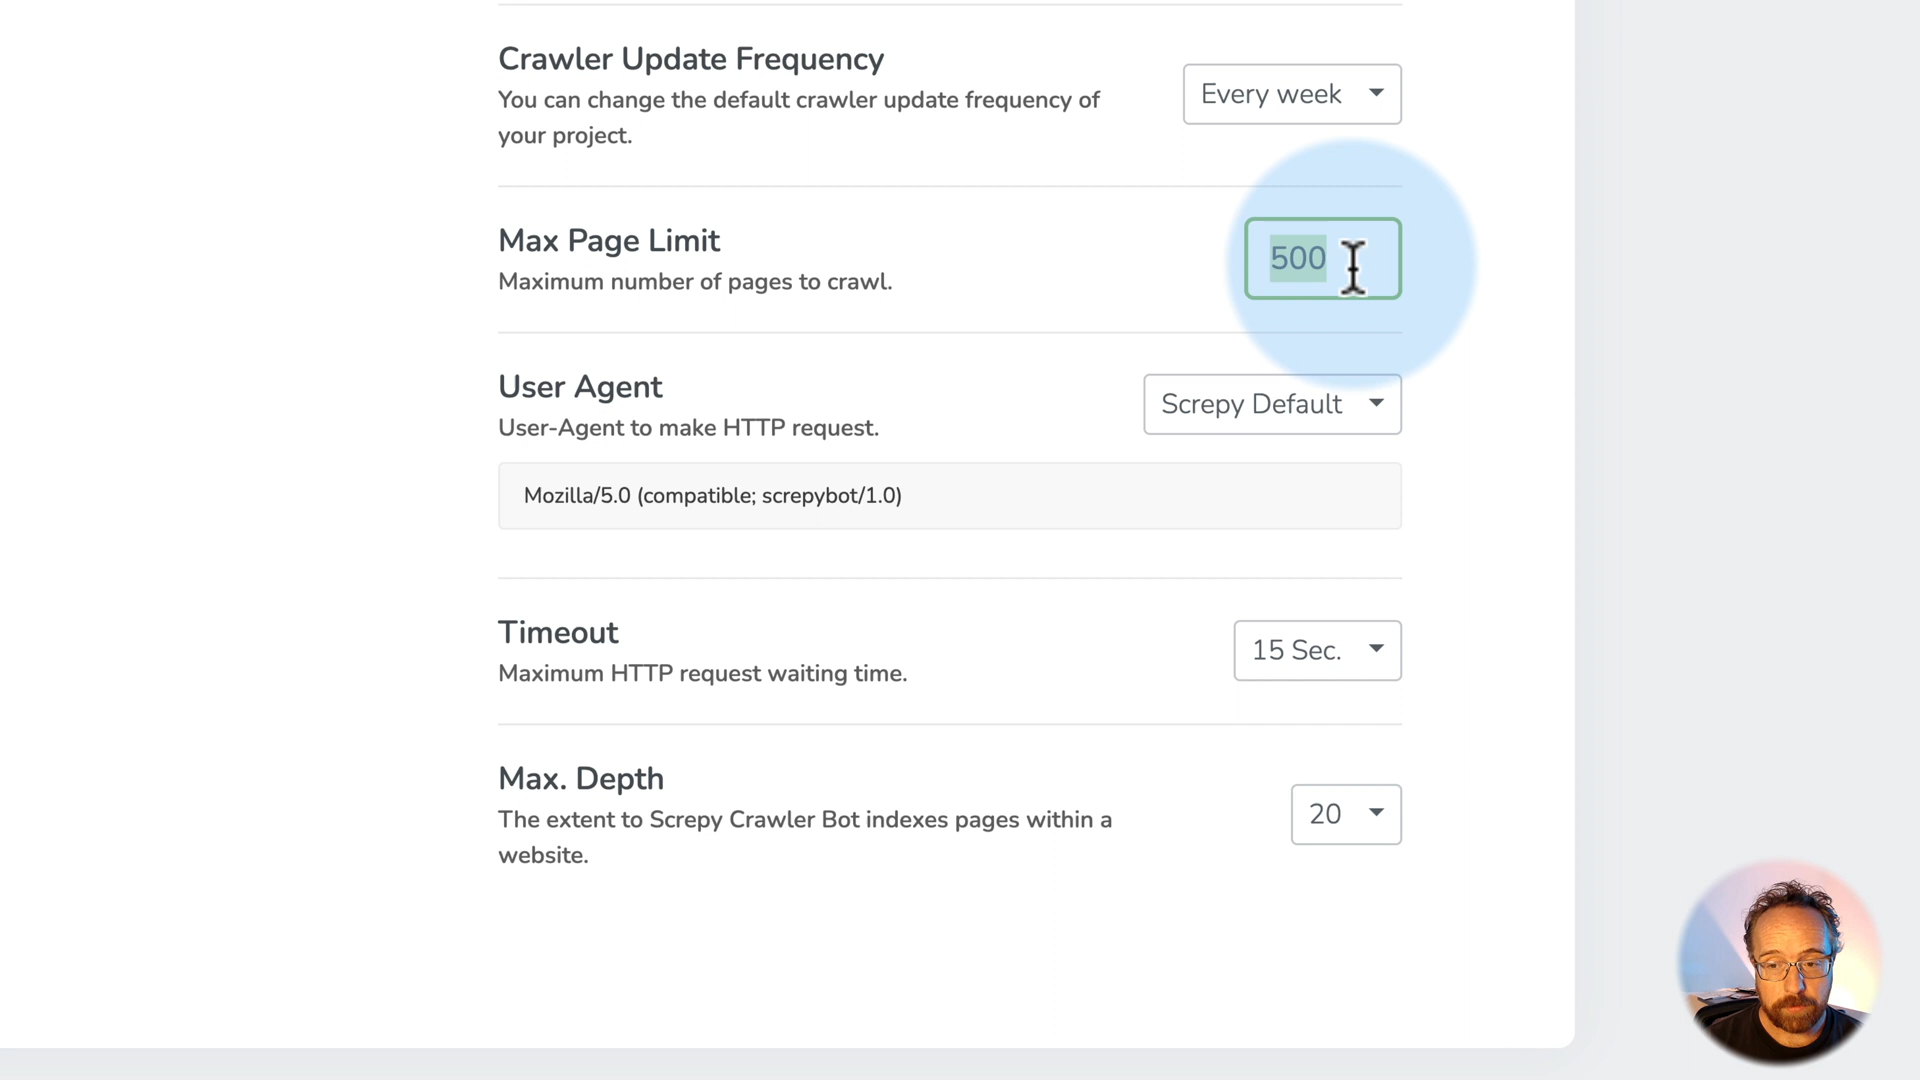 Crawler Update Frequency
You can change the default crawler update frequency of
your project.
Every week
Max Page Limit
Maximum number of pages to crawl.
500
User Agent
User-Agent to make HTTP request.
Screpy Default
Mozilla/5.0 (compatible; screpybot/1.0)
Timeout
Maximum HTTP request waiting time.
15 Sec.
Max. Depth
The extent to Screpy Crawler Bot indexes pages within a
website.
20